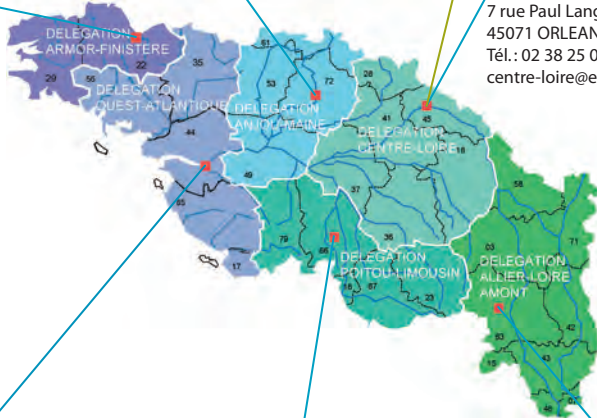 7 rue Paul Lang
45071 ORLEAN
Tél. : 02 38 25 0
centre-loire@e
DELEGATION
ARMOR-FINISTERE
22
29
35
56
DELEGATION
OUEST-ATLANTIQUE
44
85
17
61
53
72
DELEGATION
ANJOU-MAINE
49
28
45
41
18
DELEGATION
CENTRE-LOIRE
37
36
79
86
DELEGATION
POITOU-LIMOUSIN
16
87
23
58
03
71
DELEGATION
ALLIER-LOIRE
AMONT
42
63
43
15
48
07